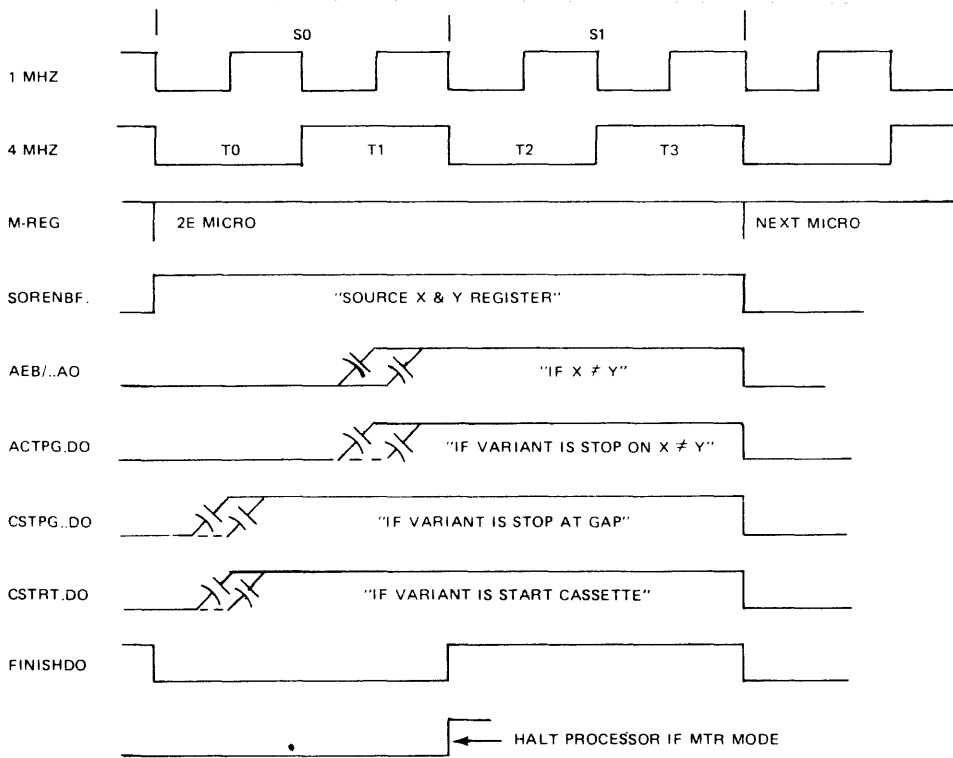 S0 S1
1 MHZ
4 MHZ T0 T1 T2 T3
M-REG 2E MICRO NEXT MICRO
SORENBF. "SOURCE X & Y REGISTER"
AEB/..AO "IF X ≠ Y"
ACTPG.DO "IF VARIANT IS STOP ON X ≠ Y"
CSTPG..DO "IF VARIANT IS STOP AT GAP"
CSTRT.DO "IF VARIANT IS START CASSETTE"
FINISHDO
HALT PROCESSOR IF MTR MODE